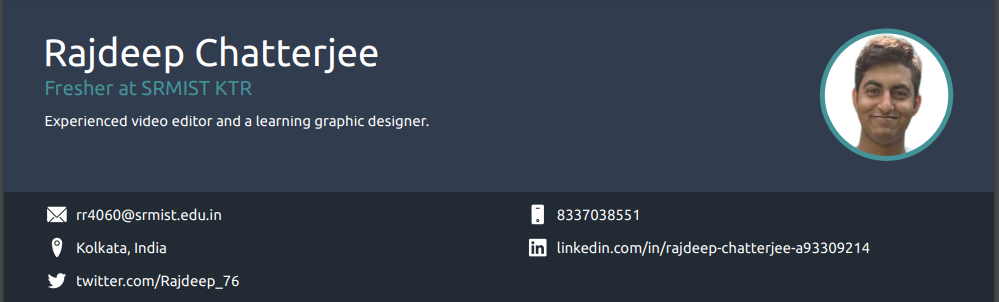 Rajdeep Chatterjee
Fresher at SRMIST KTR
Experienced video editor and a learning graphic designer.
rr4060@srmist.edu.in
8337038551
Kolkata, India
linkedin.com/in/rajdeep-chatterjee-a93309214
twitter.com/Rajdeep_76